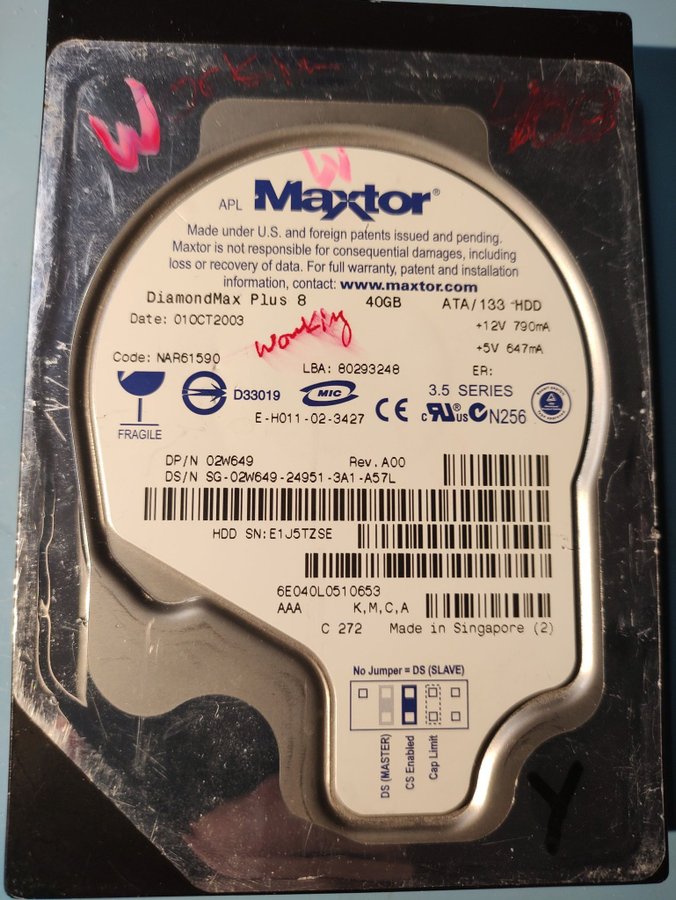 W
W
APL Maxtor®
Made under U.S. and foreign patents issued and pending.
Maxtor is not responsible for consequential damages, including
loss or recovery of data. For full warranty, patent and installation
information, contact: www.maxtor.com
DiamondMax Plus 8 40GB ATA/133 HDD
Date: 01OCT2003 +12V 790mA
working
+5V 647mA
Code: NAR61590 LBA: 80293248 ER:
D33019 MIC 3.5 SERIES
FRAGILE E-H011-02-3427 CE c RU® us N256
DP/N 02W649 Rev.A00
DS/N SG-02W649-24951-3A1-A57L
HDD SN:E1J5TZSE
6E040L0510653
AAA K,M,C,A
C 272 Made in Singapore (2)
No Jumper = DS (SLAVE)
DS (MASTER)
CS Enabled
Cap Limit
Y